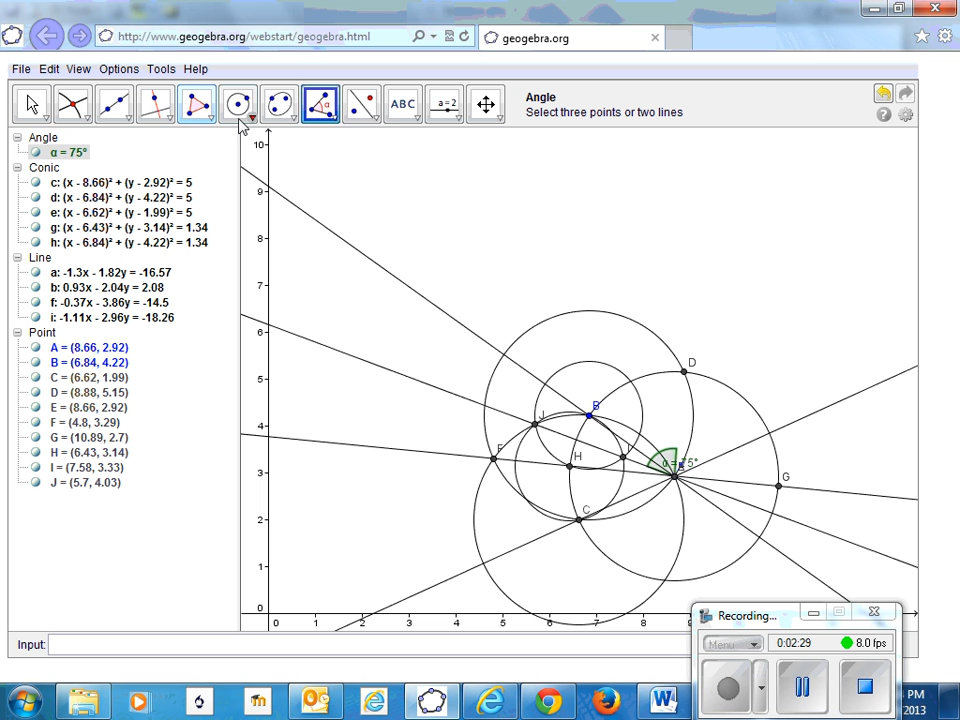 http://www.geogebra.org/webstart/geogebra.html
geogebra.org
File Edit View Options Tools Help
ABC
a=2
Angle
Select three points or two lines
Angle
α = 75°
Conic
c: (x - 8.66)² + (y - 2.92)² = 5
d: (x - 6.84)² + (y - 4.22)² = 5
e: (x - 6.62)² + (y - 1.99)² = 5
g: (x - 6.43)² + (y - 3.14)² = 1.34
h: (x - 6.84)² + (y - 4.22)² = 1.34
Line
a: -1.3x - 1.82y = -16.57
b: 0.93x - 2.04y = 2.08
f: -0.37x - 3.86y = -14.5
i: -1.11x - 2.96y = -18.26
Point
A = (8.66, 2.92)
B = (6.84, 4.22)
C = (6.62, 1.99)
D = (8.88, 5.15)
E = (8.66, 2.92)
F = (4.8, 3.29)
G = (10.89, 2.7)
H = (6.43, 3.14)
I = (7.58, 3.33)
J = (5.7, 4.03)
10
9
8
7
6
5
4
3
2
1
0
0 1 2 3 4 5 6 7 8 9
D
B
J
F
H
I
α = 75°
G
C
Input:
Recording...
Menu
0:02:29
8.0 fps
PM
2013